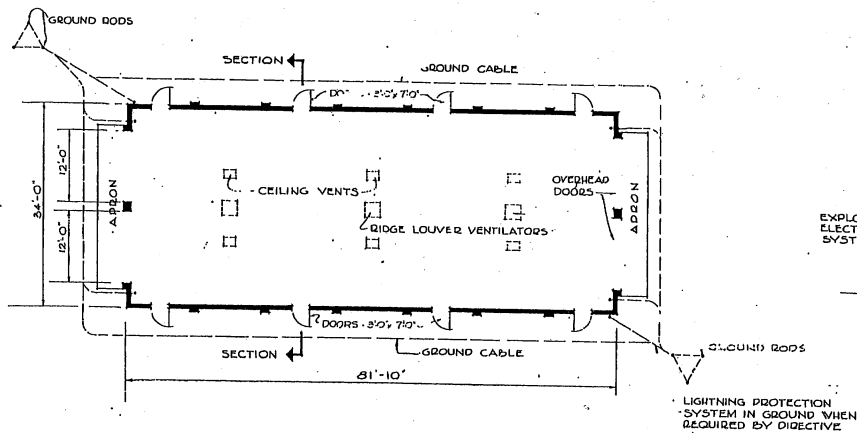 GROUND RODS
SECTION
GROUND CABLE
3'-0" x 7'-0"
12'-0"
34'-0"
12'-0"
APRON
CEILING VENTS
OVERHEAD
DOORS
APRON
RIDGE LOUVER VENTILATORS
ELECT
SYST
DOORS - 3'-0" x 7'-0"
SECTION
GROUND CABLE
GROUND RODS
81'-10"
LIGHTNING PROTECTION
SYSTEM IN GROUND WHEN
REQUIRED BY DIRECTIVE